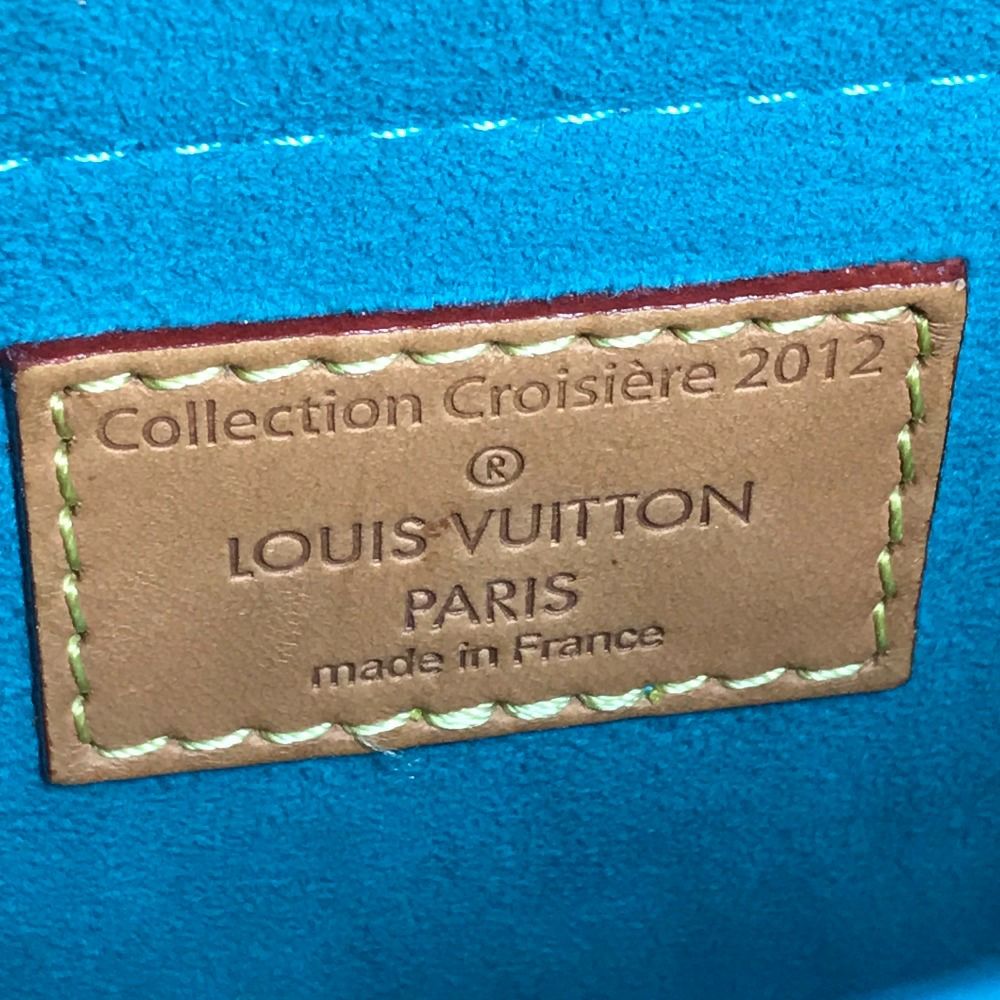 Collection Croisière 2012
®
LOUIS VUITTON
PARIS
made in France